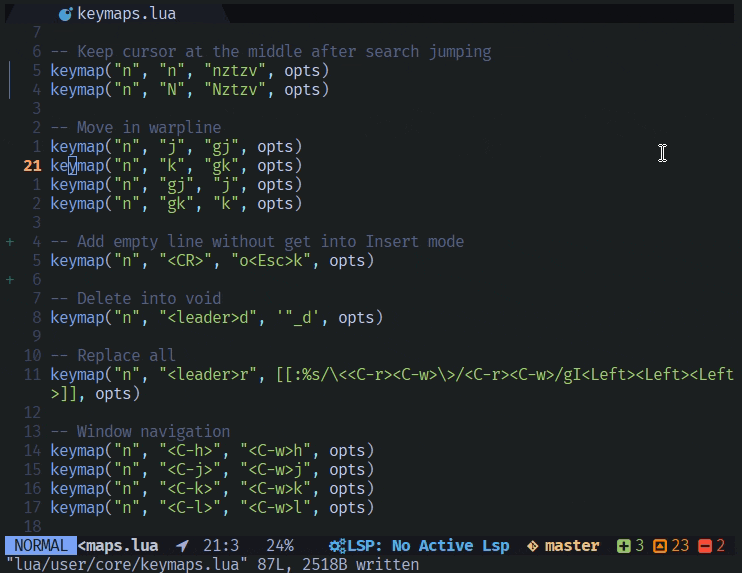 keymaps.lua
7
6 -- Keep cursor at the middle after search jumping
5 keymap("n", "n", "nztzv", opts)
4 keymap("n", "N", "Nztzv", opts)
3
2 -- Move in warpline
1 keymap("n", "j", "gj", opts)
21 keymap("n", "k", "gk", opts)
1 keymap("n", "gj", "j", opts)
2 keymap("n", "gk", "k", opts)
3
+ 4 -- Add empty line without get into Insert mode
5 keymap("n", "<CR>", "o<Esc>k", opts)
+ 6
7 -- Delete into void
8 keymap("n", "<leader>d", '"_d', opts)
9
10 -- Replace all
11 keymap("n", "<leader>r", [[:%s/\<<C-r><C-w>\>/<C-r><C-w>/gI<Left><Left><Left
>]], opts)
12
13 -- Window navigation
14 keymap("n", "<C-h>", "<C-w>h", opts)
15 keymap("n", "<C-j>", "<C-w>j", opts)
16 keymap("n", "<C-k>", "<C-w>k", opts)
17 keymap("n", "<C-l>", "<C-w>l", opts)
18
NORMAL <maps.lua 21:3 24% LSP: No Active Lsp master 3 23 2
"lua/user/core/keymaps.lua" 87L, 2518B written